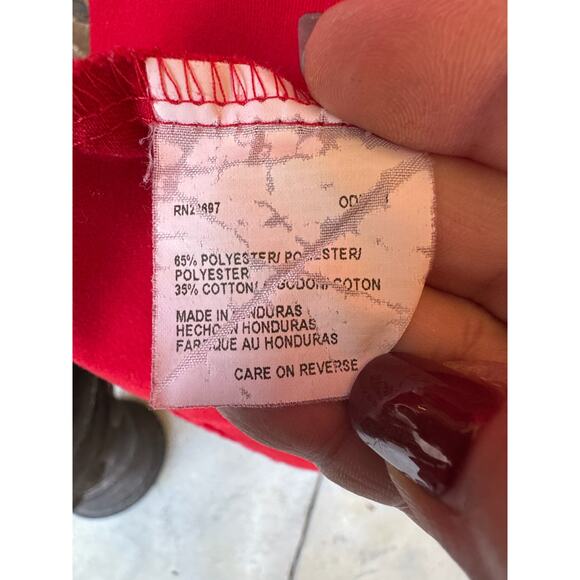 65% POLYESTER/ POLYESTER/
POLYESTER
35% COTTON/ ALGODON/ COTON
MADE IN HONDURAS
HECHO EN HONDURAS
FABRIQUE AU HONDURAS
CARE ON REVERSE